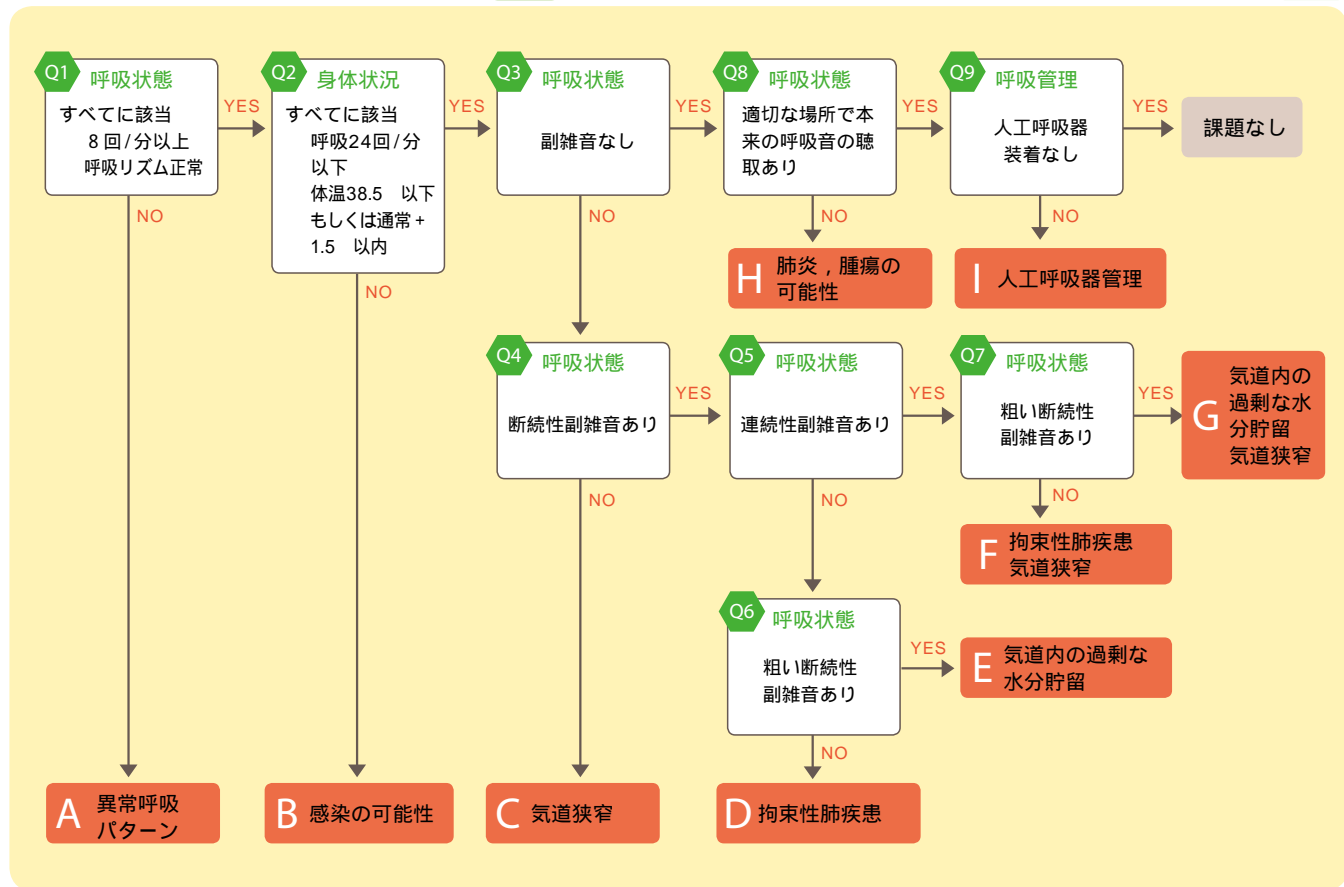 Q1
呼吸状態
すべてに該当
8回/分以上
呼吸リズム正常
YES
NO
Q2
身体状況
すべてに該当
呼吸24回/分
以下
体温38.5 以下
もしくは通常+
1.5 以内
YES
NO
Q3
呼吸状態
副雑音なし
YES
NO
Q8
呼吸状態
適切な場所で本
来の呼吸音の聴
取あり
YES
NO
Q9
呼吸管理
人工呼吸器
装着なし
YES
NO
課題なし
H
肺炎,腫瘍の
可能性
I
人工呼吸器管理
Q4
呼吸状態
断続性副雑音あり
YES
NO
Q5
呼吸状態
連続性副雑音あり
YES
NO
Q7
呼吸状態
粗い断続性
副雑音あり
YES
NO
G
気道内の
過剰な水
分貯留
気道狭窄
F
拘束性肺疾患
気道狭窄
Q6
呼吸状態
粗い断続性
副雑音あり
YES
NO
E
気道内の過剰な
水分貯留
A
異常呼吸
パターン
B
感染の可能性
C
気道狭窄
D
拘束性肺疾患